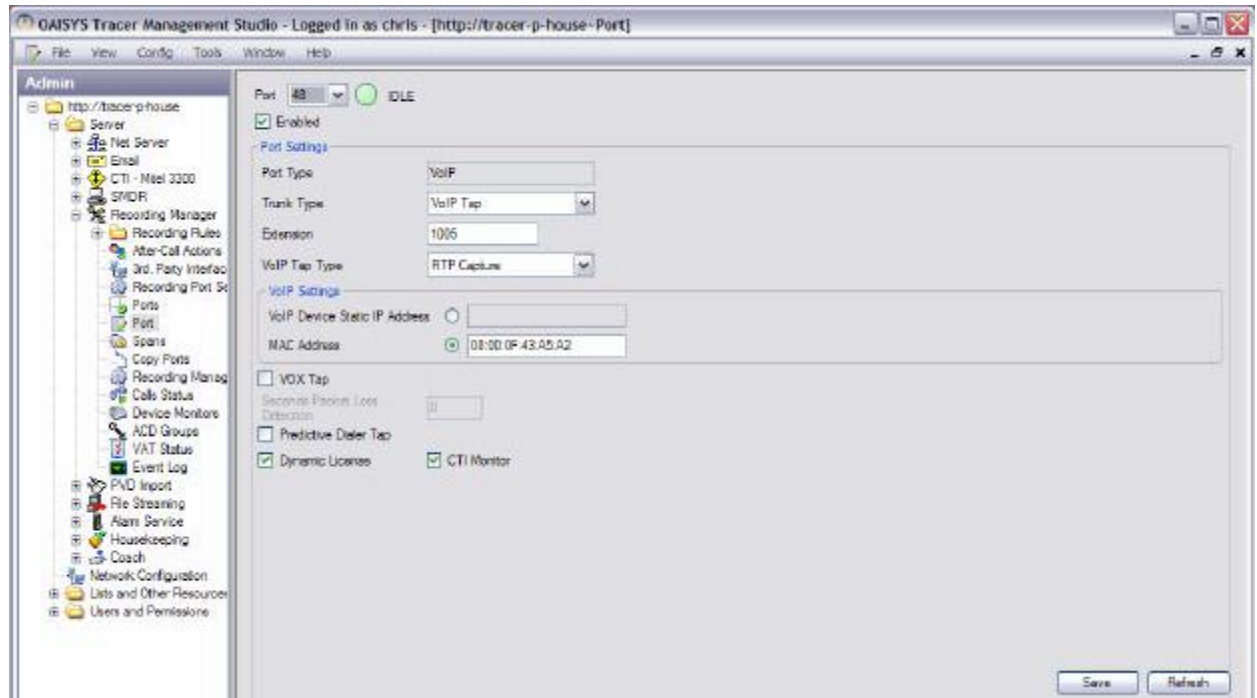 OAISYS Tracer Management Studio - Logged in as chris - [http://tracer-p-house--Port]
File View Config Tools Window Help
Admin
http://tracer-p-house
Server
Net Server
Email
CTI - Mitel 3300
SMDR
Recording Manager
Recording Rules
After-Call Actions
3rd. Party Interfac
Recording Port Se
Ports
Port
Spans
Copy Ports
Recording Manag
Calls Status
Device Monitors
ACD Groups
VAT Status
Event Log
PVD Import
File Streaming
Alarm Service
Housekeeping
Coach
Network Configuration
Lists and Other Resources
Users and Permissions
Port 48 IDLE
Enabled
Port Settings
Port Type VoIP
Trunk Type VoIP Tap
Extension 1005
VoIP Tap Type RTP Capture
VoIP Settings
VoIP Device Static IP Address
MAC Address 08:00:0F:43:A5:A2
VOX Tap
Seconds Packet Loss
Detection
Predictive Dialer Tap
Dynamic License CTI Monitor
Save Refresh